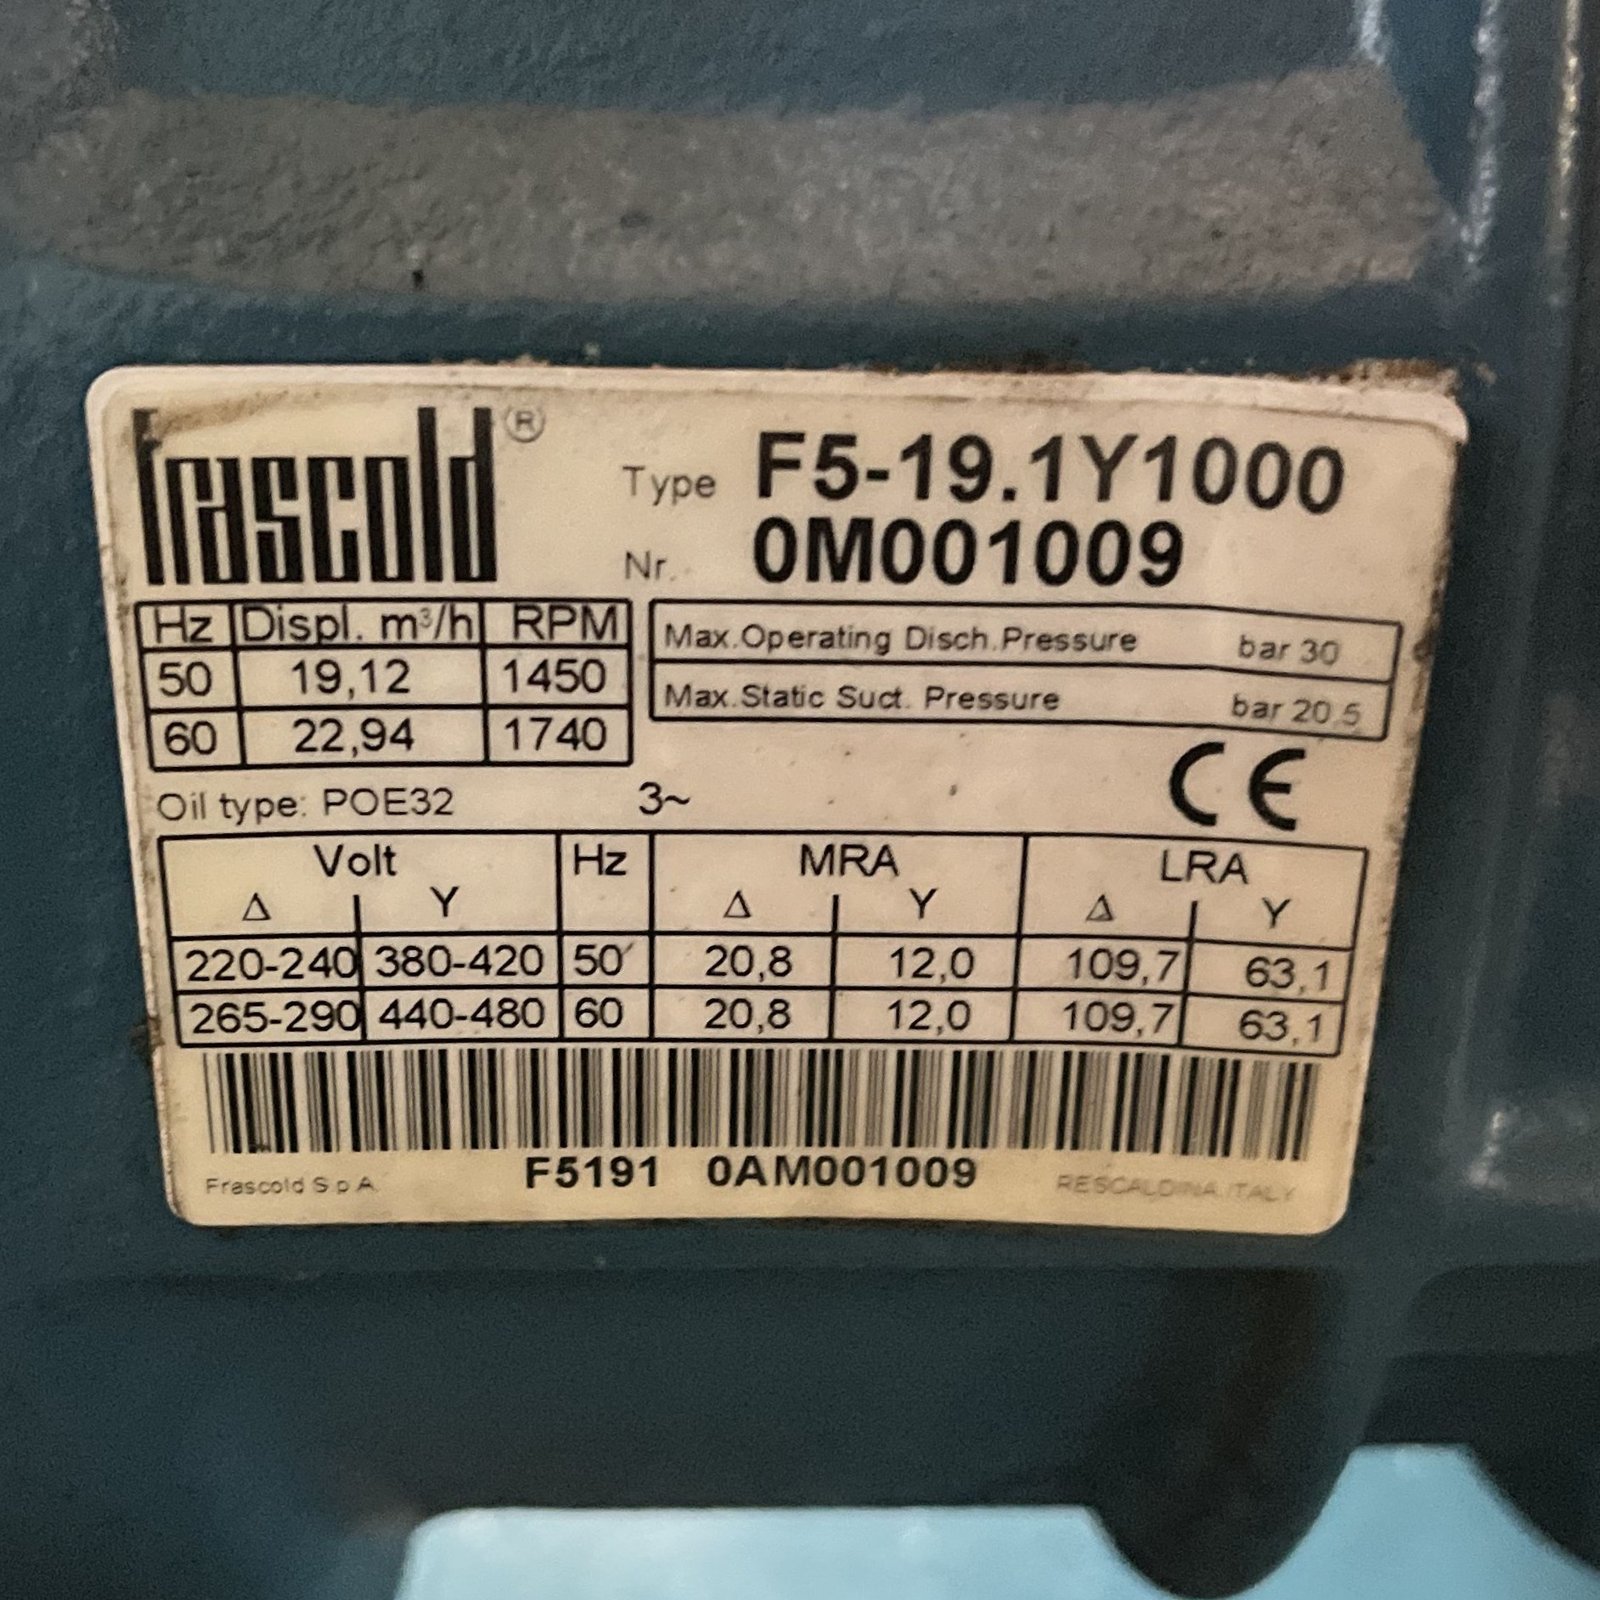 frascold®
Type F5-19.1Y1000
Nr. 0M001009
Hz Displ. m³/h RPM
50 19,12 1450
60 22,94 1740
Max.Operating Disch.Pressure bar 30
Max.Static Suct. Pressure bar 20.5
Oil type: POE32 3~
CE
Volt Hz MRA LRA
Δ Y Δ Y Δ Y
220-240 380-420 50 20,8 12,0 109,7 63,1
265-290 440-480 60 20,8 12,0 109,7 63,1
F5191 0AM001009
Frascold S.p.A. RESCALDINA ITALY